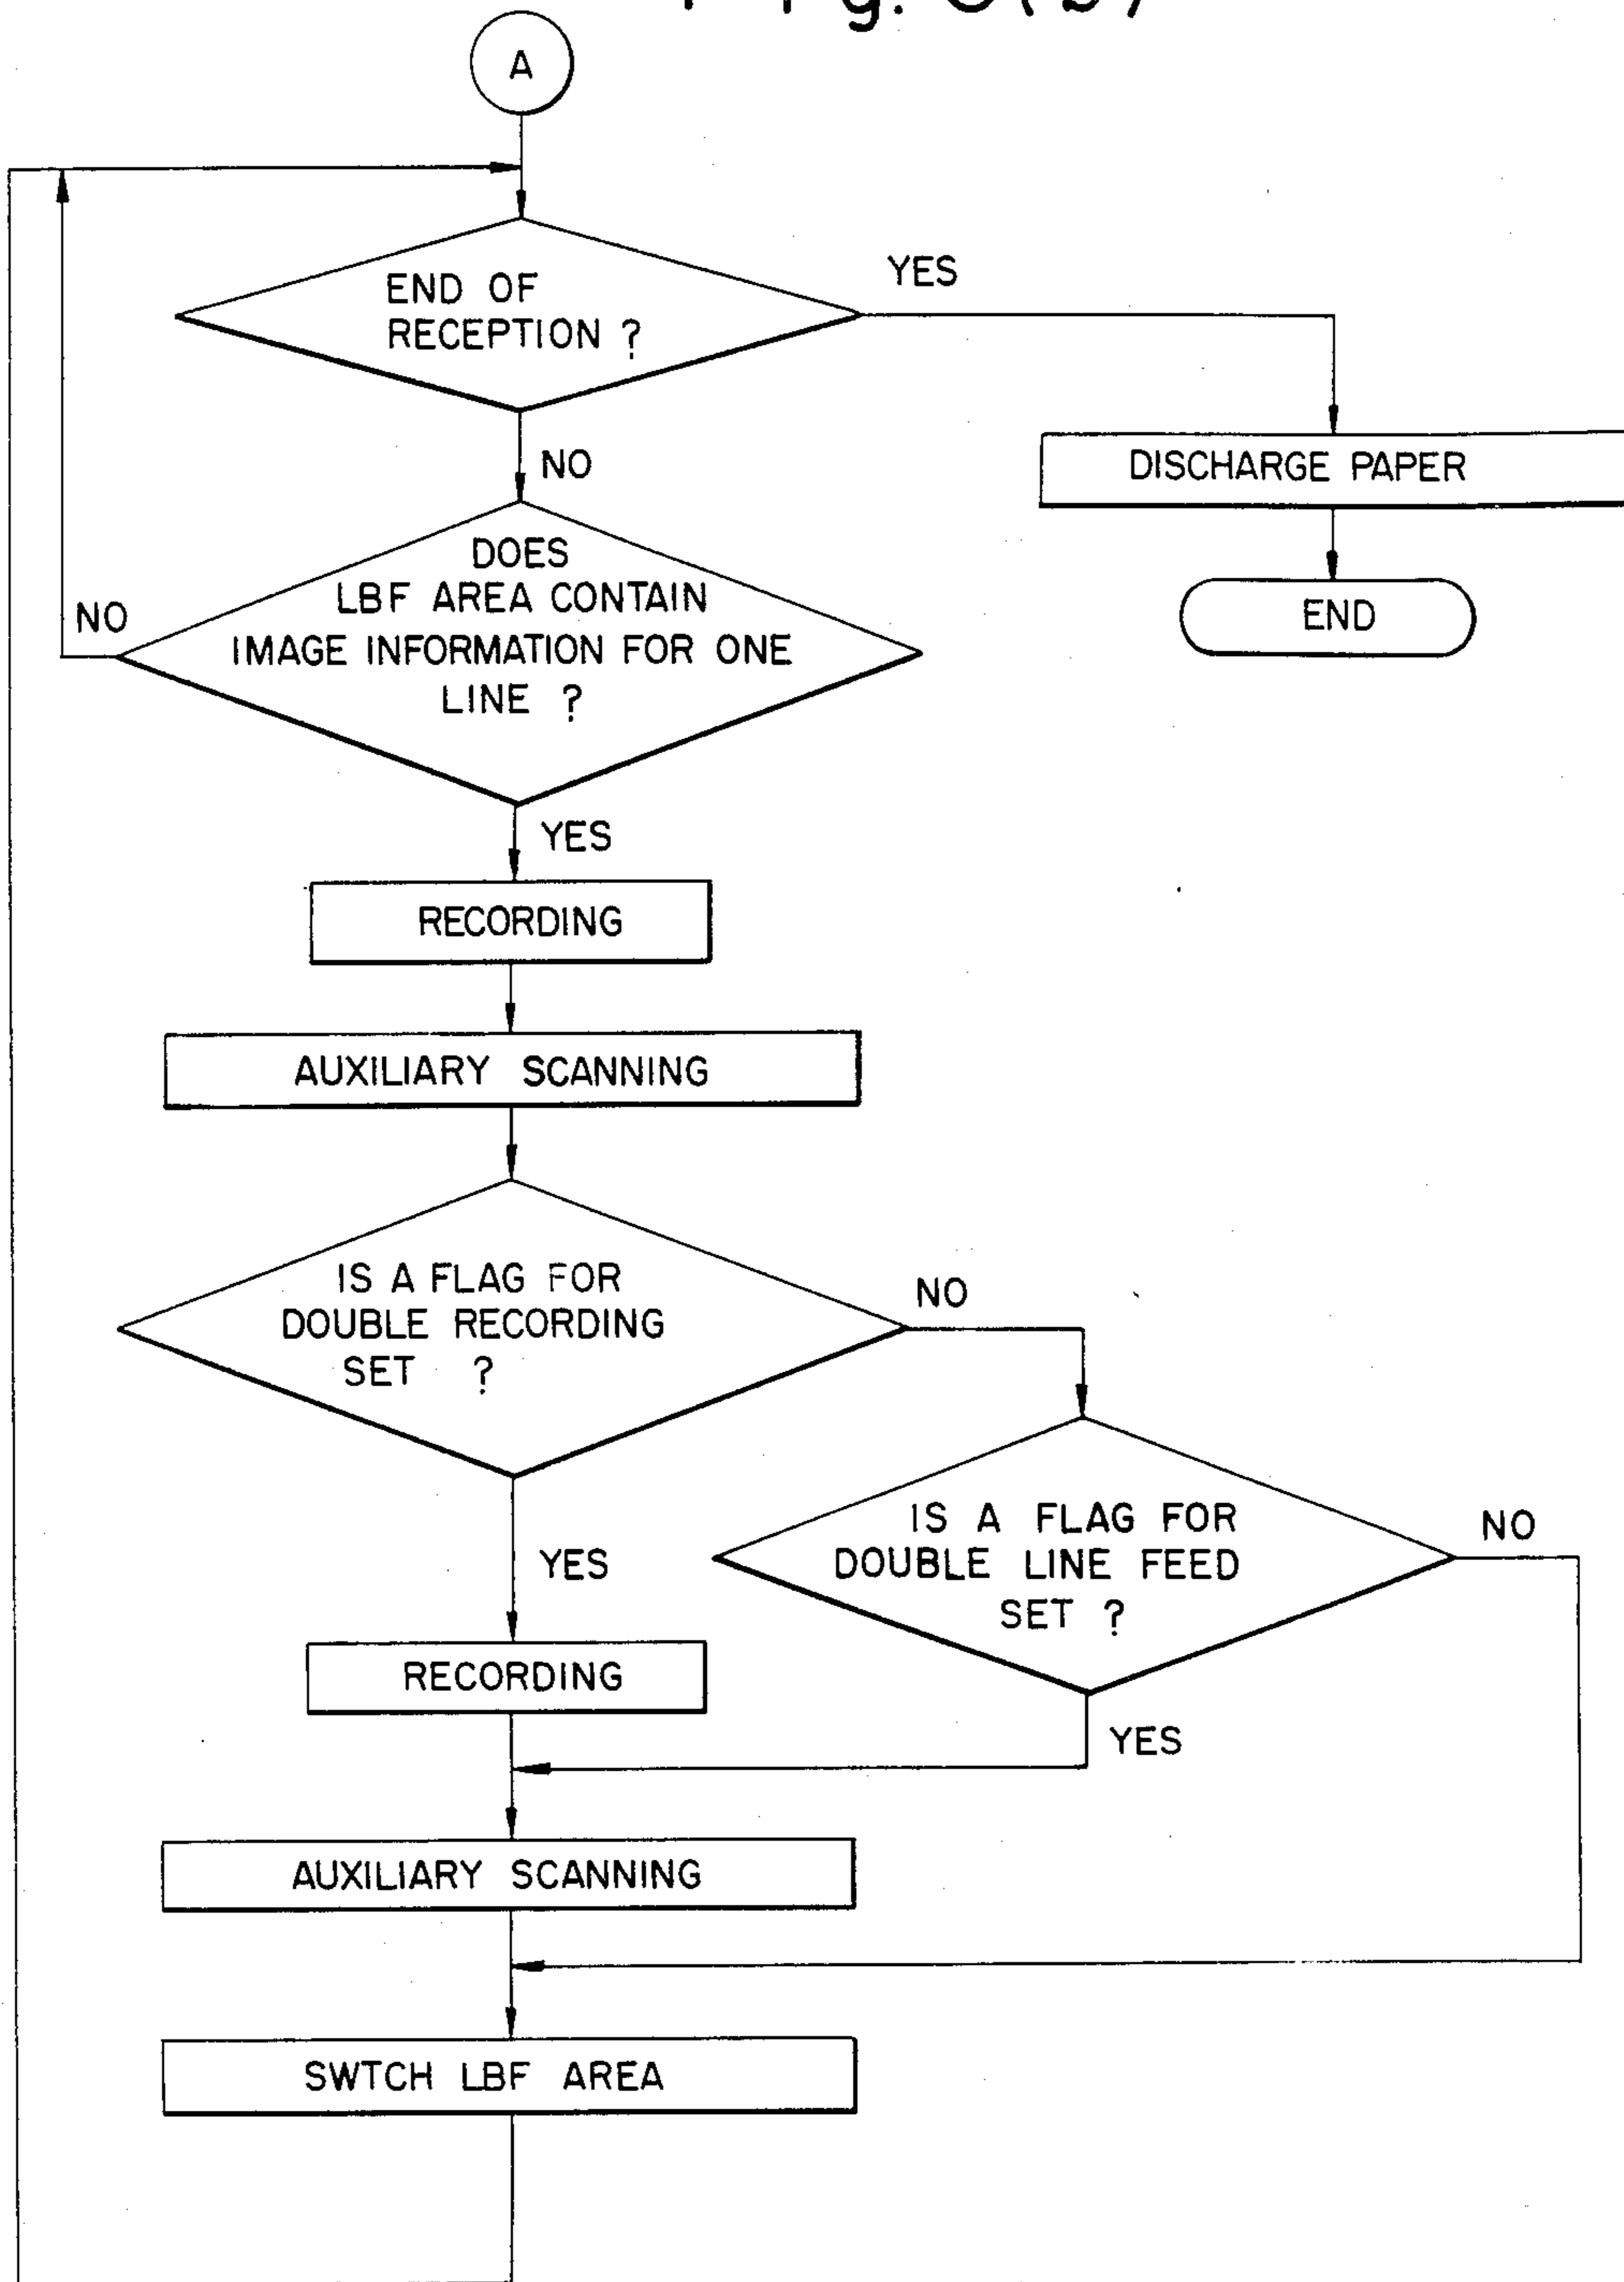 A
END OF
RECEPTION ?
YES
NO
DISCHARGE PAPER
END
DOES
LBF AREA CONTAIN
IMAGE INFORMATION FOR ONE
LINE ?
NO
YES
RECORDING
AUXILIARY SCANNING
IS A FLAG FOR
DOUBLE RECORDING
SET ?
NO
YES
IS A FLAG FOR
DOUBLE LINE FEED
SET ?
NO
YES
RECORDING
AUXILIARY SCANNING
SWTCH LBF AREA